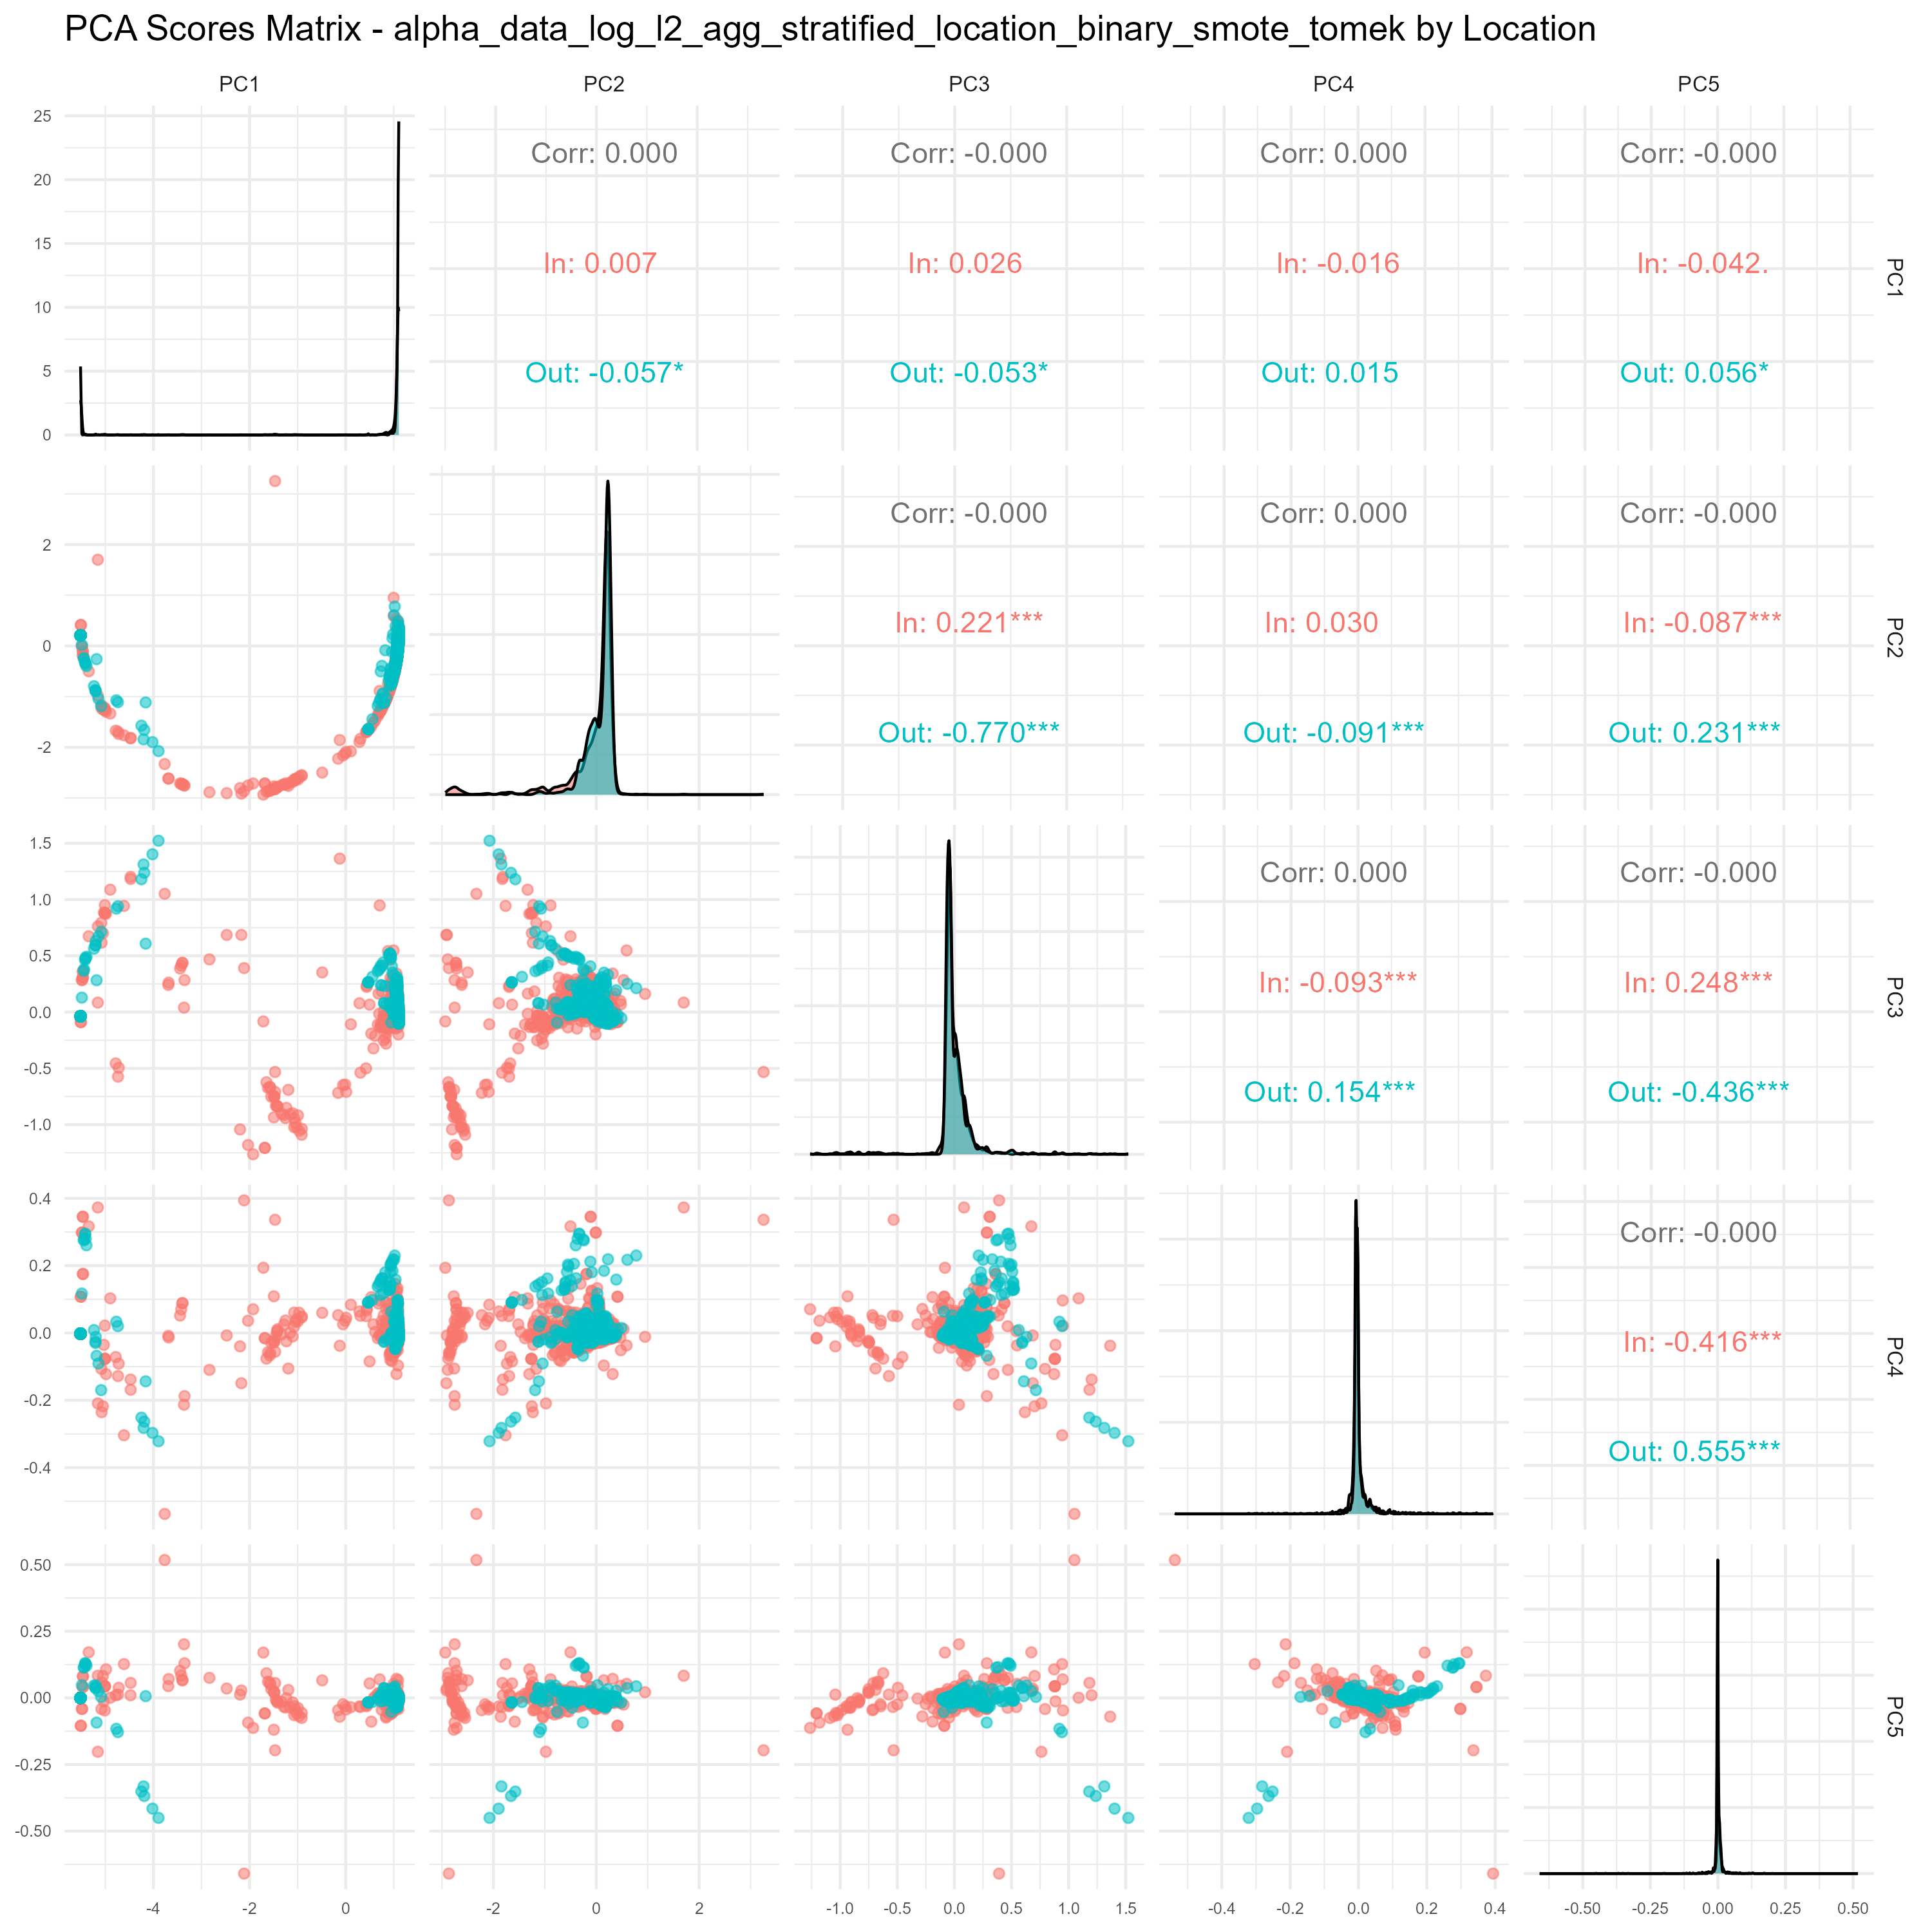 PCA Scores Matrix - alpha_data_log_l2_agg_stratified_location_binary_smote_tomek by Location
PC1 PC2 PC3 PC4 PC5
25
20
15
10
5
0
Corr: 0.000 Corr: -0.000 Corr: 0.000 Corr: -0.000
In: 0.007 In: 0.026 In: -0.016 In: -0.042.
Out: -0.057* Out: -0.053* Out: 0.015 Out: 0.056*
PC1
2
0
-2
Corr: -0.000 Corr: 0.000 Corr: -0.000
In: 0.221*** In: 0.030 In: -0.087***
Out: -0.770*** Out: -0.091*** Out: 0.231***
PC2
1.5
1.0
0.5
0.0
-0.5
-1.0
Corr: 0.000 Corr: -0.000
In: -0.093*** In: 0.248***
Out: 0.154*** Out: -0.436***
PC3
0.4
0.2
0.0
-0.2
-0.4
Corr: -0.000
In: -0.416***
Out: 0.555***
PC4
0.50
0.25
0.00
-0.25
-0.50
PC5
-4 -2 0 -2 0 2 -1.0 -0.5 0.0 0.5 1.0 1.5 -0.4 -0.2 0.0 0.2 0.4 -0.50 -0.25 0.00 0.25 0.50